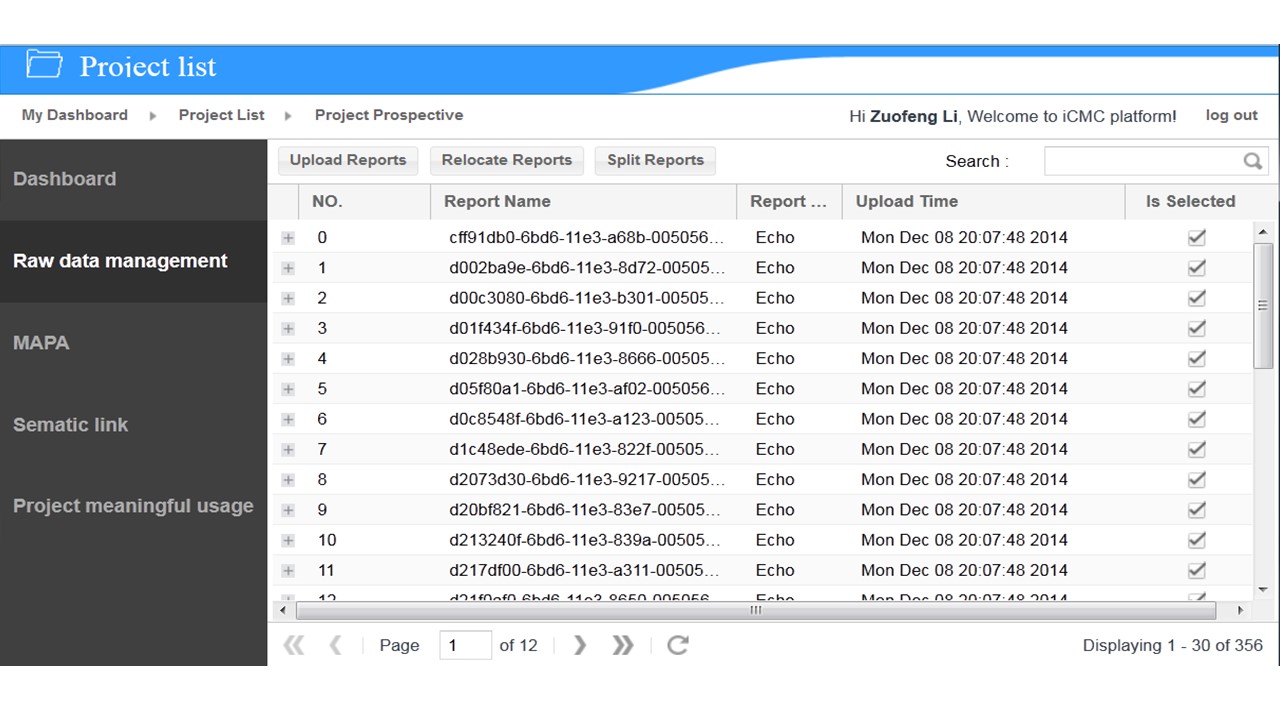 Project list
My Dashboard Project List Project Prospective Hi Zuofeng Li, Welcome to iCMC platform! log out
Dashboard
Raw data management
MAPA
Sematic link
Project meaningful usage
Upload Reports Relocate Reports Split Reports Search :
NO. Report Name Report ... Upload Time Is Selected
0 cff91db0-6bd6-11e3-a68b-005056... Echo Mon Dec 08 20:07:48 2014
1 d002ba9e-6bd6-11e3-8d72-00505... Echo Mon Dec 08 20:07:48 2014
2 d00c3080-6bd6-11e3-b301-00505... Echo Mon Dec 08 20:07:48 2014
3 d01f434f-6bd6-11e3-91f0-005056... Echo Mon Dec 08 20:07:48 2014
4 d028b930-6bd6-11e3-8666-00505... Echo Mon Dec 08 20:07:48 2014
5 d05f80a1-6bd6-11e3-af02-005056... Echo Mon Dec 08 20:07:48 2014
6 d0c8548f-6bd6-11e3-a123-00505... Echo Mon Dec 08 20:07:48 2014
7 d1c48ede-6bd6-11e3-822f-00505... Echo Mon Dec 08 20:07:48 2014
8 d2073d30-6bd6-11e3-9217-00505... Echo Mon Dec 08 20:07:48 2014
9 d20bf821-6bd6-11e3-83e7-00505... Echo Mon Dec 08 20:07:48 2014
10 d213240f-6bd6-11e3-839a-00505... Echo Mon Dec 08 20:07:48 2014
11 d217df00-6bd6-11e3-a311-00505... Echo Mon Dec 08 20:07:48 2014
12 Echo Mon Dec 08 20:07:48 2014
Page 1 of 12 Displaying 1 - 30 of 356